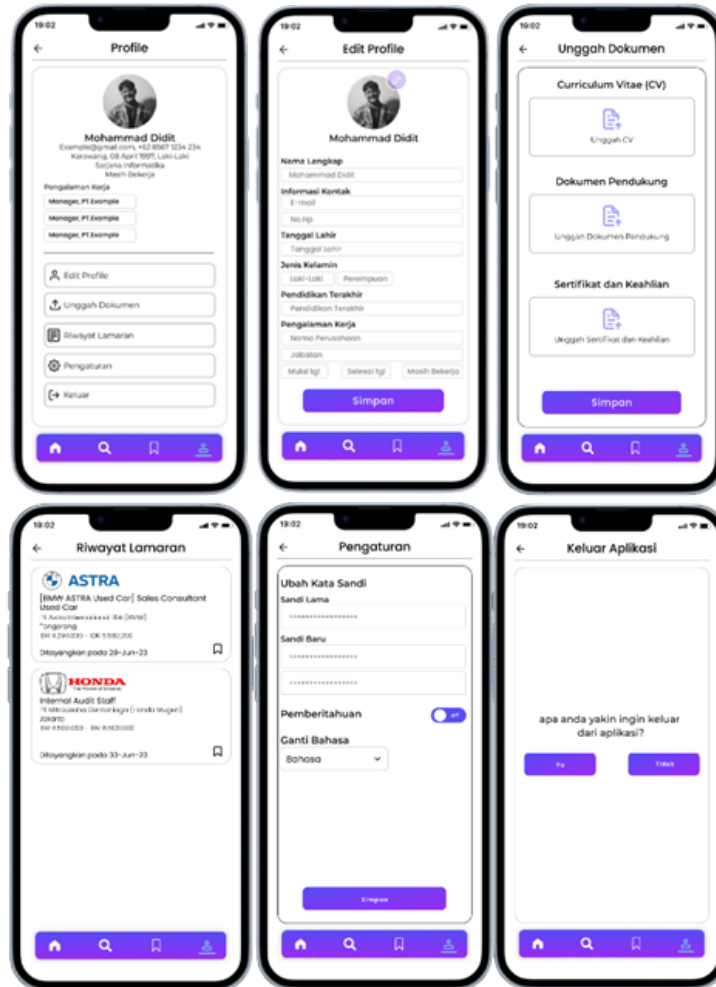 19:02
Profile
Mohammad Didit
Example@gmail.com, +62 8567 1234 234
Karawang, 08 April 1997, Laki-Laki
Sarjana Informatika
Masih Bekerja
Pengalaman Kerja
Manager, PT.Example
Manager, PT.Example
Manager, PT.Example
Edit Profile
Unggah Dokumen
Riwayat Lamaran
Pengaturan
Keluar
19:02
Edit Profile
Mohammad Didit
Nama Lengkap
Mohammad Didit
Informasi Kontak
E-mail
No.Hp
Tanggal Lahir
Tanggal Lahir
Jenis Kelamin
Laki-Laki Perempuan
Pendidikan Terakhir
Pendidikan Terakhir
Pengalaman Kerja
Nama Perusahaan
Jabatan
Mulai tgl Selesai tgl Masih Bekerja
Simpan
19:02
Unggah Dokumen
Curriculum Vitae (CV)
Unggah CV
Dokumen Pendukung
Unggah Dokumen Pendukung
Sertifikat dan Keahlian
Unggah Sertifikat dan Keahlian
Simpan
19:02
Riwayat Lamaran
ASTRA
[BMW ASTRA Used Car] Sales Consultant
Used Car
Tangerang
Ditayangkan pada 28-Jun-23
HONDA
The Power of Dreams
Internal Audit Staff
Jakarta
Ditayangkan pada 30-Jun-23
19:02
Pengaturan
Ubah Kata Sandi
Sandi Lama
Sandi Baru
Pemberitahuan
Ganti Bahasa
Bahasa
Simpan
19:02
Keluar Aplikasi
apa anda yakin ingin keluar
dari aplikasi?
Ya Tidak